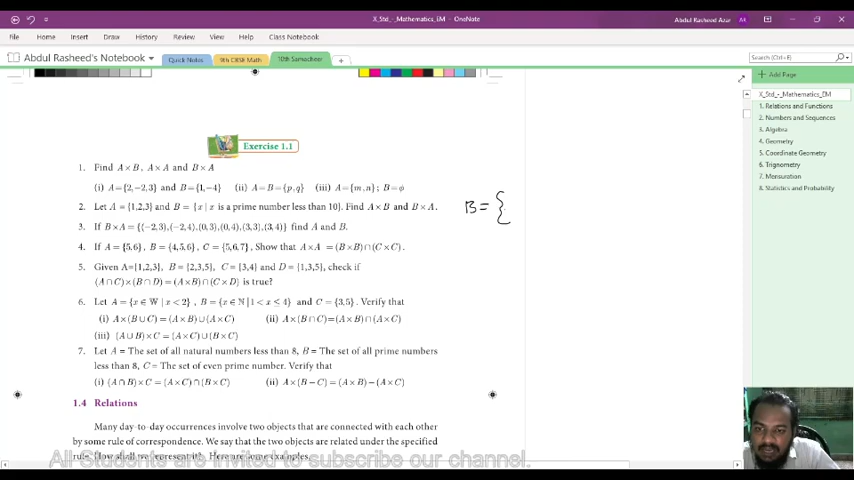 X_Std_-_Mathematics_EM - OneNote
Abdul Rasheed Azar AR
File Home Insert Draw History Review View Help Class Notebook
Abdul Rasheed's Notebook Quick Notes 9th CBSE Math 10th Samacheer
Search (Ctrl+E)
Add Page
X_Std_-_Mathematics_EM
1. Relations and Functions
2. Numbers and Sequences
3. Algebra
4. Geometry
5. Coordinate Geometry
6. Trigonometry
7. Mensuration
8. Statistics and Probability
Exercise 1.1
1. Find A×B, A×A and B×A
(i) A={2,−2,3} and B={1,−4} (ii) A=B={p,q} (iii) A={m,n}; B=ϕ
2. Let A = {1,2,3} and B = {x | x is a prime number less than 10}. Find A×B and B×A.
B = {
3. If B×A = {(−2,3),(−2,4),(0,3),(0,4),(3,3),(3,4)} find A and B.
4. If A = {5,6}, B = {4,5,6}, C = {5,6,7}, Show that A×A = (B×B)∩(C×C).
5. Given A={1,2,3}, B = {2,3,5}, C = {3,4} and D = {1,3,5}, check if
(A∩C)×(B∩D) = (A×B)∩(C×D) is true?
6. Let A = {x ∈ 𝕎 | x < 2}, B = {x ∈ ℕ | 1 < x ≤ 4} and C = {3,5}. Verify that
(i) A×(B∪C) = (A×B)∪(A×C) (ii) A×(B∩C) = (A×B)∩(A×C)
(iii) (A∪B)×C = (A×C)∪(B×C)
7. Let A = The set of all natural numbers less than 8, B = The set of all prime numbers
less than 8, C = The set of even prime number. Verify that
(i) (A∩B)×C = (A×C)∩(B×C) (ii) A×(B−C) = (A×B)−(A×C)
1.4 Relations
Many day-to-day occurrences involve two objects that are connected with each other
by some rule of correspondence. We say that the two objects are related under the specified
rule. How shall we represent it? Here are some examples,
All Students are invited to subscribe our channel.